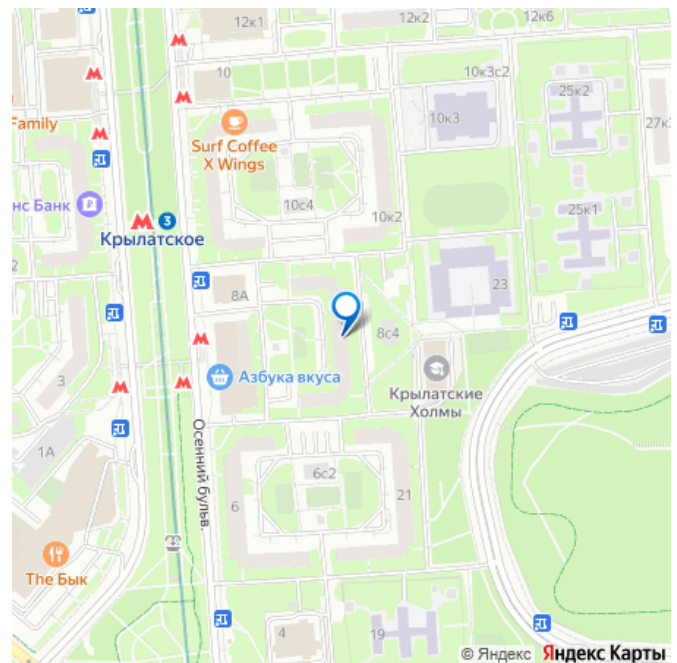 12к1
12к2
12к6
М
М
10
10к3с2
25к2
М
Family
М
Surf Coffee
X Wings
10к3
нс Банк
10с4
10к2
25к1
М
3
Крылатское
2
8А
23
М
8с4
Азбука вкуса
М
М
3
Крылатские
Холмы
1А
Осенний бульв.
6с2
6
21
The Бык
4
19
© Яндекс Яндекс Карты